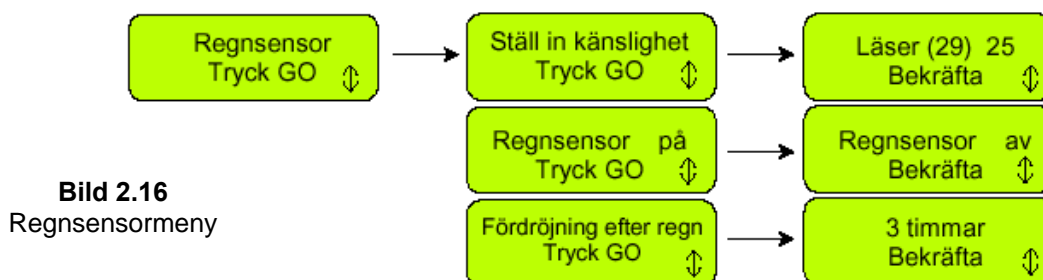 Regnsensor
Tryck GO
Ställ in känslighet
Tryck GO
Läser (29) 25
Bekräfta
Regnsensor på
Tryck GO
Regnsensor av
Bekräfta
Bild 2.16
Regnsensormeny
Fördröjning efter regn
Tryck GO
3 timmar
Bekräfta